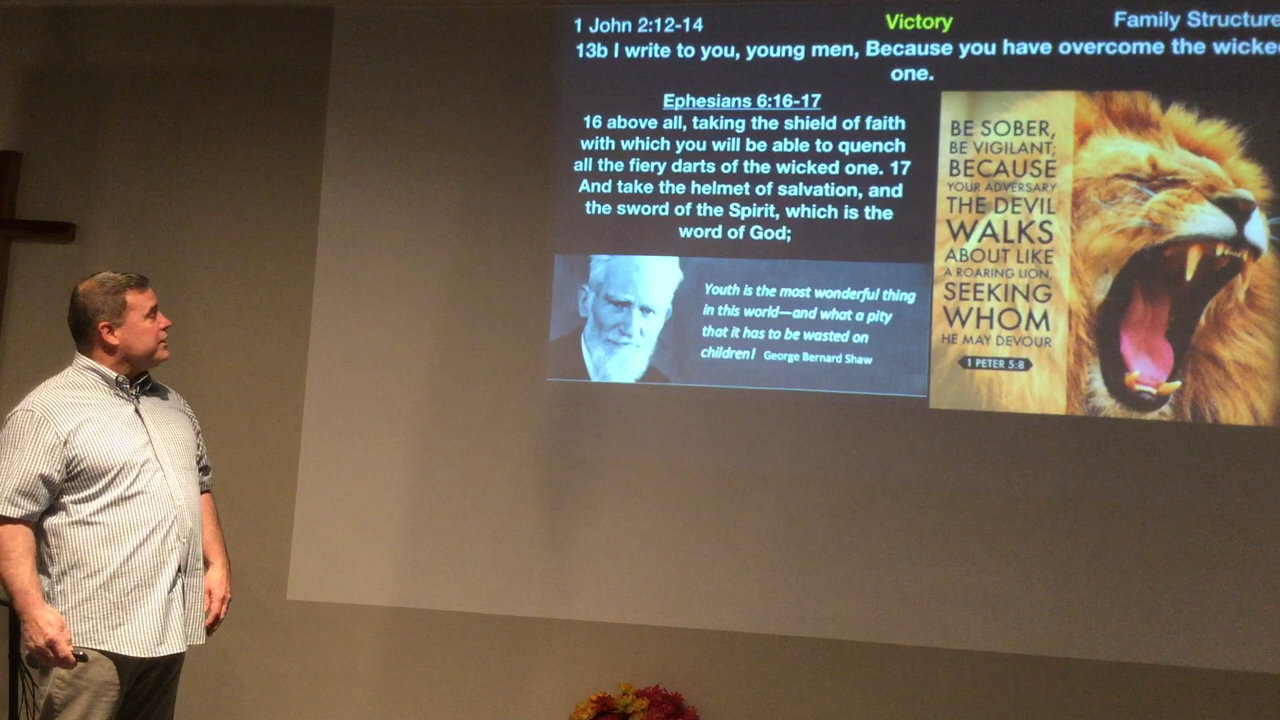 1 John 2:12-14 Victory Family Structure
13b I write to you, young men, Because you have overcome the wicked
one.
Ephesians 6:16-17
16 above all, taking the shield of faith
with which you will be able to quench
all the fiery darts of the wicked one. 17
And take the helmet of salvation, and
the sword of the Spirit, which is the
word of God;
Youth is the most wonderful thing
in this world—and what a pity
that it has to be wasted on
children! George Bernard Shaw
BE SOBER,
BE VIGILANT;
BECAUSE
YOUR ADVERSARY
THE DEVIL
WALKS
ABOUT LIKE
A ROARING LION,
SEEKING
WHOM
HE MAY DEVOUR
1 PETER 5:8